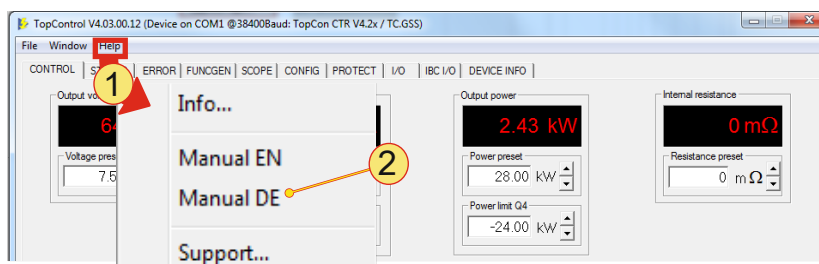 TopControl V4.03.00.12 (Device on COM1 @38400Baud: TopCon CTR V4.2x / TC.GSS)
File Window Help
CONTROL ERROR FUNCGEN SCOPE CONFIG PROTECT I/O IBC I/O DEVICE INFO
1
Output Output power Internal resistance
2.43 kW 0 mΩ
Info...
Manual EN
2
Manual DE
Support...
Voltage Power preset Resistance preset
7.5 28.00 kW 0 m Ω
Power limit Q4
-24.00 kW